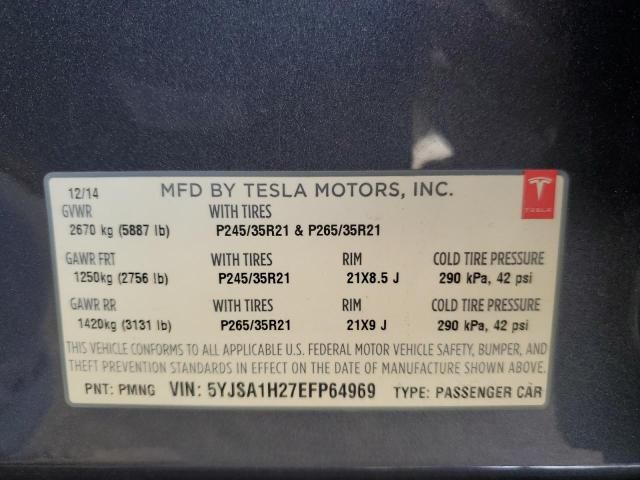 12/14 MFD BY TESLA MOTORS, INC.
TESLA
GVWR WITH TIRES
2670 kg (5887 lb) P245/35R21 & P265/35R21
GAWR FRT WITH TIRES RIM COLD TIRE PRESSURE
1250kg (2756 lb) P245/35R21 21X8.5 J 290 kPa, 42 psi
GAWR RR WITH TIRES RIM COLD TIRE PRESSURE
1420kg (3131 lb) P265/35R21 21X9 J 290 kPa, 42 psi
THIS VEHICLE CONFORMS TO ALL APPLICABLE U.S. FEDERAL MOTOR VEHICLE SAFETY, BUMPER, AND
THEFT PREVENTION STANDARDS IN EFFECT ON THE DATE OF MANUFACTURE SHOWN ABOVE.
PNT: PMNG VIN: 5YJSA1H27EFP64969 TYPE: PASSENGER CAR